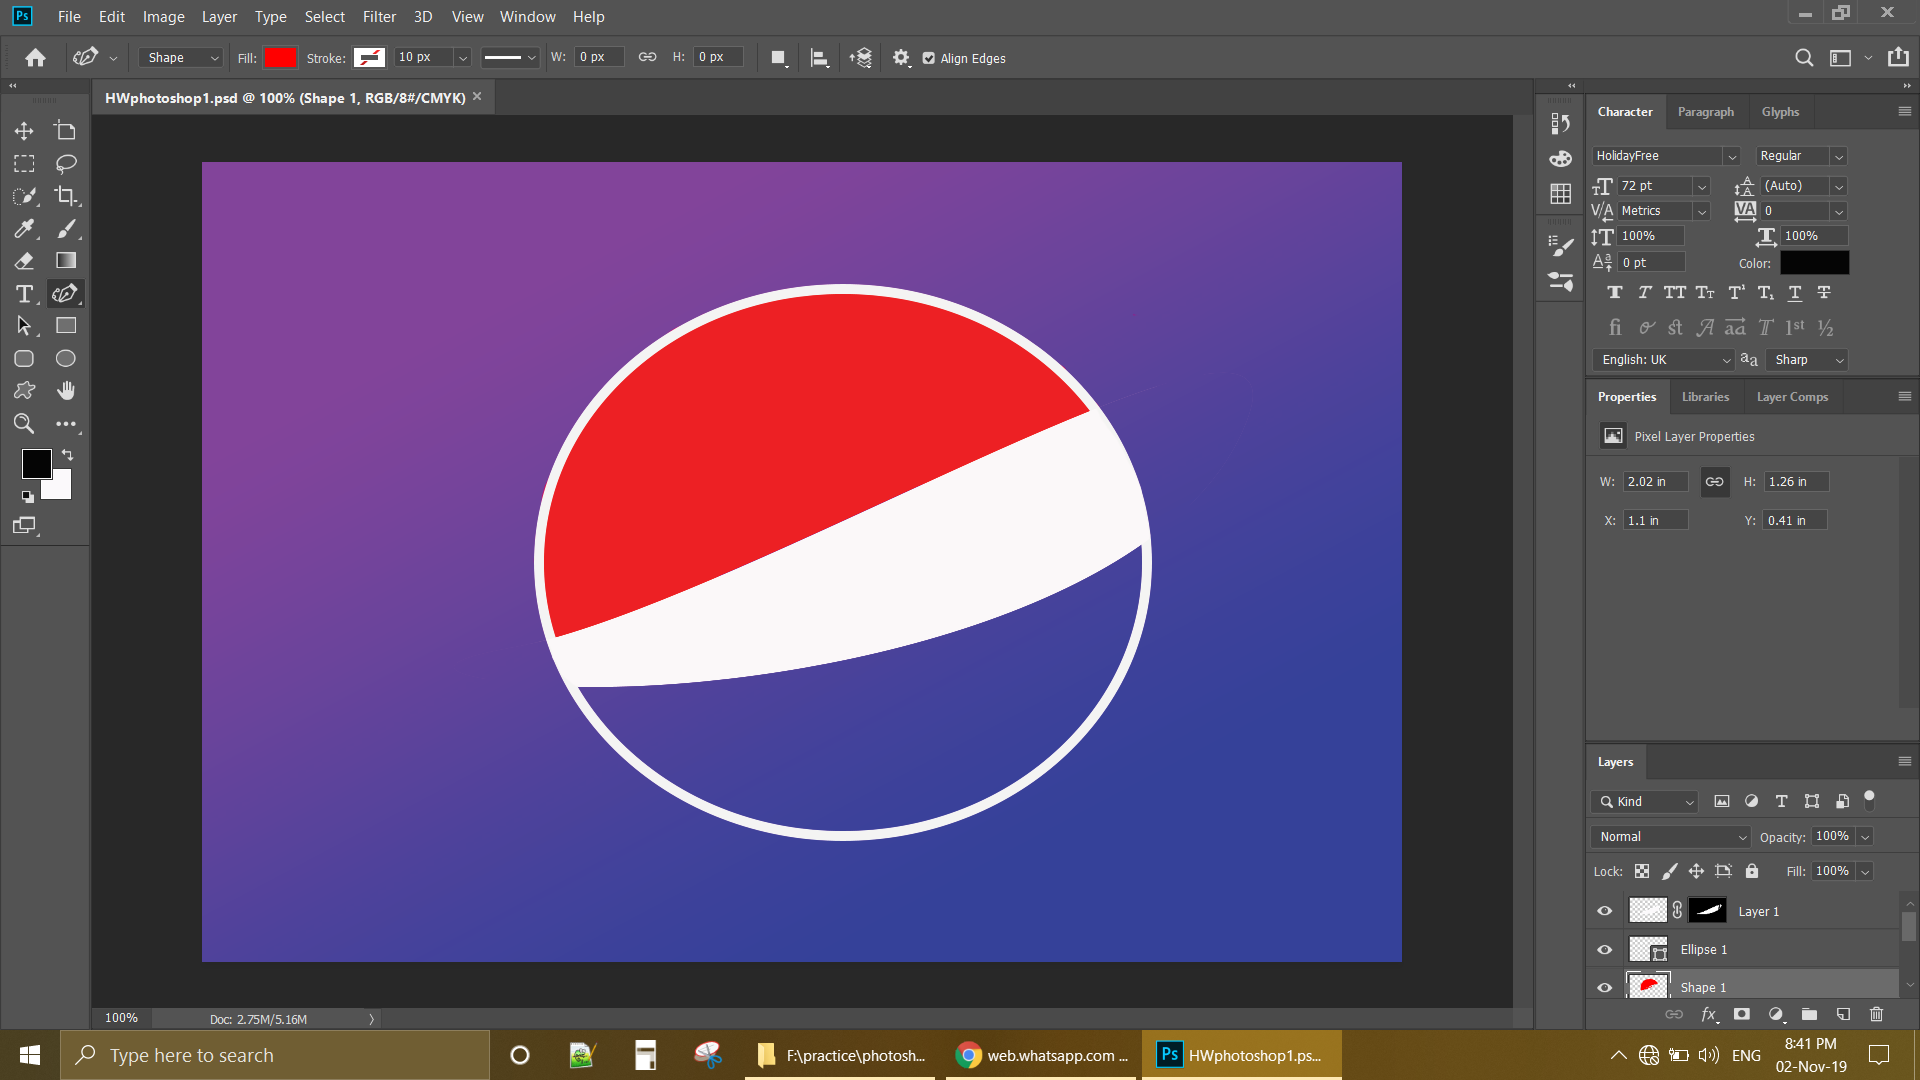 Ps File Edit Image Layer Type Select Filter 3D View Window Help
Shape Fill: Stroke: 10 px W: 0 px H: 0 px Align Edges
HWphotoshop1.psd @ 100% (Shape 1, RGB/8#/CMYK)
Character Paragraph Glyphs
HolidayFree Regular
72 pt (Auto)
Metrics 0
100% 100%
0 pt Color:
English: UK Sharp
Properties Libraries Layer Comps
Pixel Layer Properties
W: 2.02 in H: 1.26 in
X: 1.1 in Y: 0.41 in
Layers
Kind
Normal Opacity: 100%
Lock: Fill: 100%
Layer 1
Ellipse 1
Shape 1
100% Doc: 2.75M/5.16M
Type here to search F:\practice\photosh... web.whatsapp.com ... Ps HWphotoshop1.ps... ENG 8:41 PM
02-Nov-19